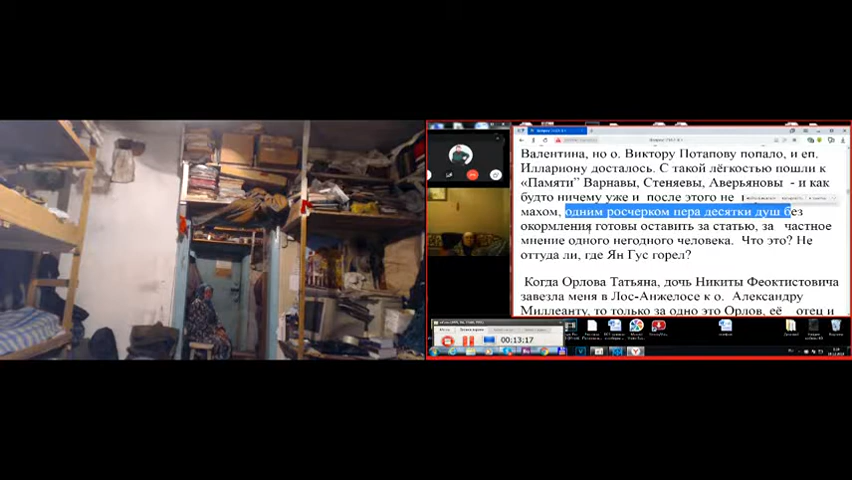 Валентина, но о. Виктору Потапову попало, и еп.
Иллариону досталось. С такой лёгкостью пошли к
«Памяти” Варнавы, Стеняевы, Аверьяновы - и как
будто ничему уже и после этого не
махом, одним росчерком пера десятки душ без
окормления готовы оставить за статью, за частное
мнение одного негодного человека. Что это? Не
оттуда ли, где Ян Гус горел?
Когда Орлова Татьяна, дочь Никиты Феоктистовича
завезла меня в Лос-Анжелосе к о. Александру
Миллеанту, то только за одно это Орлов, её отец и
00:13:17